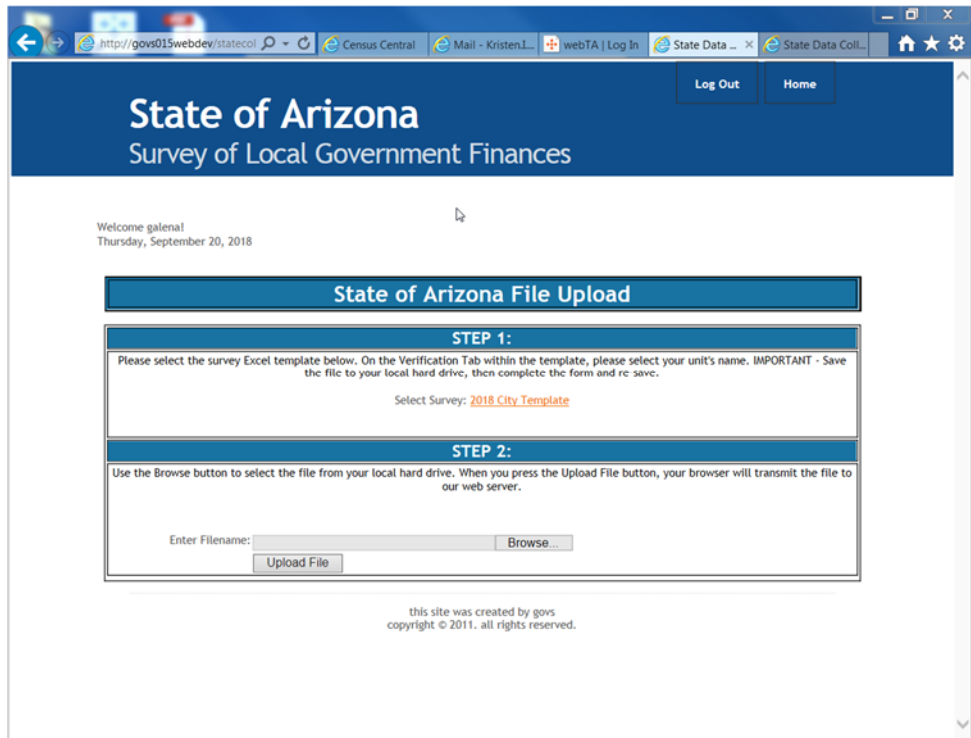 http://govs015webdev/statecol
Census Central
Mail - KristenI....
webTA | Log In
State Data ...
State Data Coll...
Log Out
Home
State of Arizona
Survey of Local Government Finances
Welcome galena!
Thursday, September 20, 2018
State of Arizona File Upload
STEP 1:
Please select the survey Excel template below. On the Verification Tab within the template, please select your unit's name. IMPORTANT - Save
the file to your local hard drive, then complete the form and re-save.
Select Survey: 2018 City Template
STEP 2:
Use the Browse button to select the file from your local hard drive. When you press the Upload File button, your browser will transmit the file to
our web server.
Enter Filename:
Browse...
Upload File
this site was created by govs
copyright © 2011. all rights reserved.